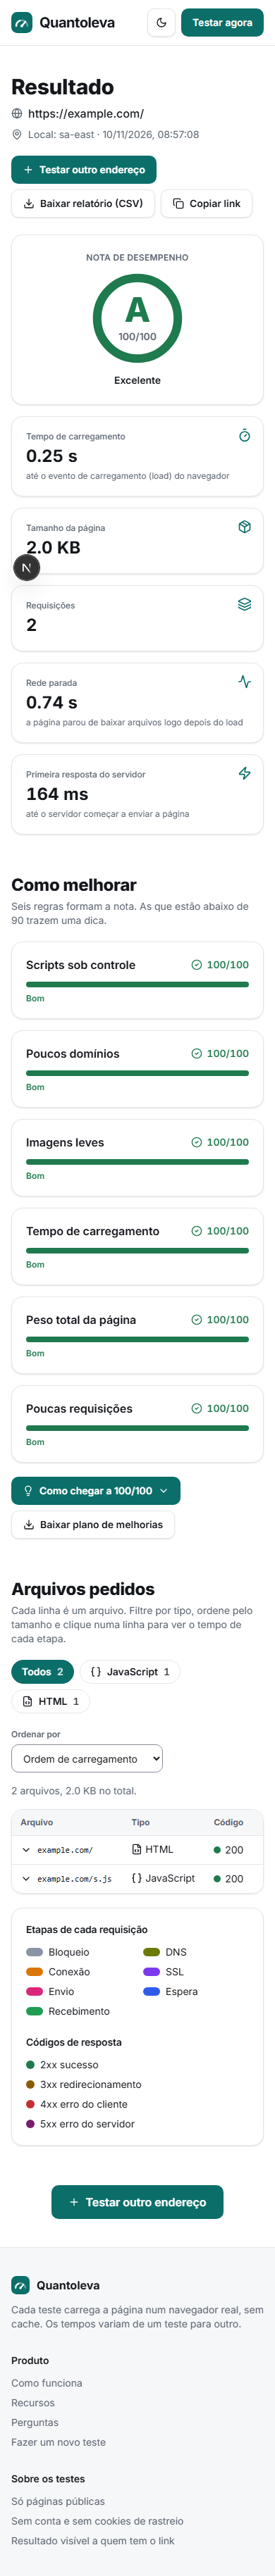 Quantoleva
Testar agora
Resultado
https://example.com/
Local: sa-east · 10/11/2026, 08:57:08
Testar outro endereço
Baixar relatório (CSV)
Copiar link
NOTA DE DESEMPENHO
A
100/100
Excelente
Tempo de carregamento
0.25 s
até o evento de carregamento (load) do navegador
Tamanho da página
2.0 KB
N
Requisições
2
Rede parada
0.74 s
a página parou de baixar arquivos logo depois do load
Primeira resposta do servidor
164 ms
até o servidor começar a enviar a página
Como melhorar
Seis regras formam a nota. As que estão abaixo de
90 trazem uma dica.
Scripts sob controle 100/100
Bom
Poucos domínios 100/100
Bom
Imagens leves 100/100
Bom
Tempo de carregamento 100/100
Bom
Peso total da página 100/100
Bom
Poucas requisições 100/100
Bom
Como chegar a 100/100
Baixar plano de melhorias
Arquivos pedidos
Cada linha é um arquivo. Filtre por tipo, ordene pelo
tamanho e clique numa linha para ver o tempo de
cada etapa.
Todos 2
{} JavaScript 1
HTML 1
Ordenar por
Ordem de carregamento
2 arquivos, 2.0 KB no total.
Arquivo Tipo Código
example.com/ HTML 200
example.com/s.js {} JavaScript 200
Etapas de cada requisição
Bloqueio DNS
Conexão SSL
Envio Espera
Recebimento
Códigos de resposta
2xx sucesso
3xx redirecionamento
4xx erro do cliente
5xx erro do servidor
Testar outro endereço
Quantoleva
Cada teste carrega a página num navegador real, sem
cache. Os tempos variam de um teste para outro.
Produto
Como funciona
Recursos
Perguntas
Fazer um novo teste
Sobre os testes
Só páginas públicas
Sem conta e sem cookies de rastreio
Resultado visível a quem tem o link